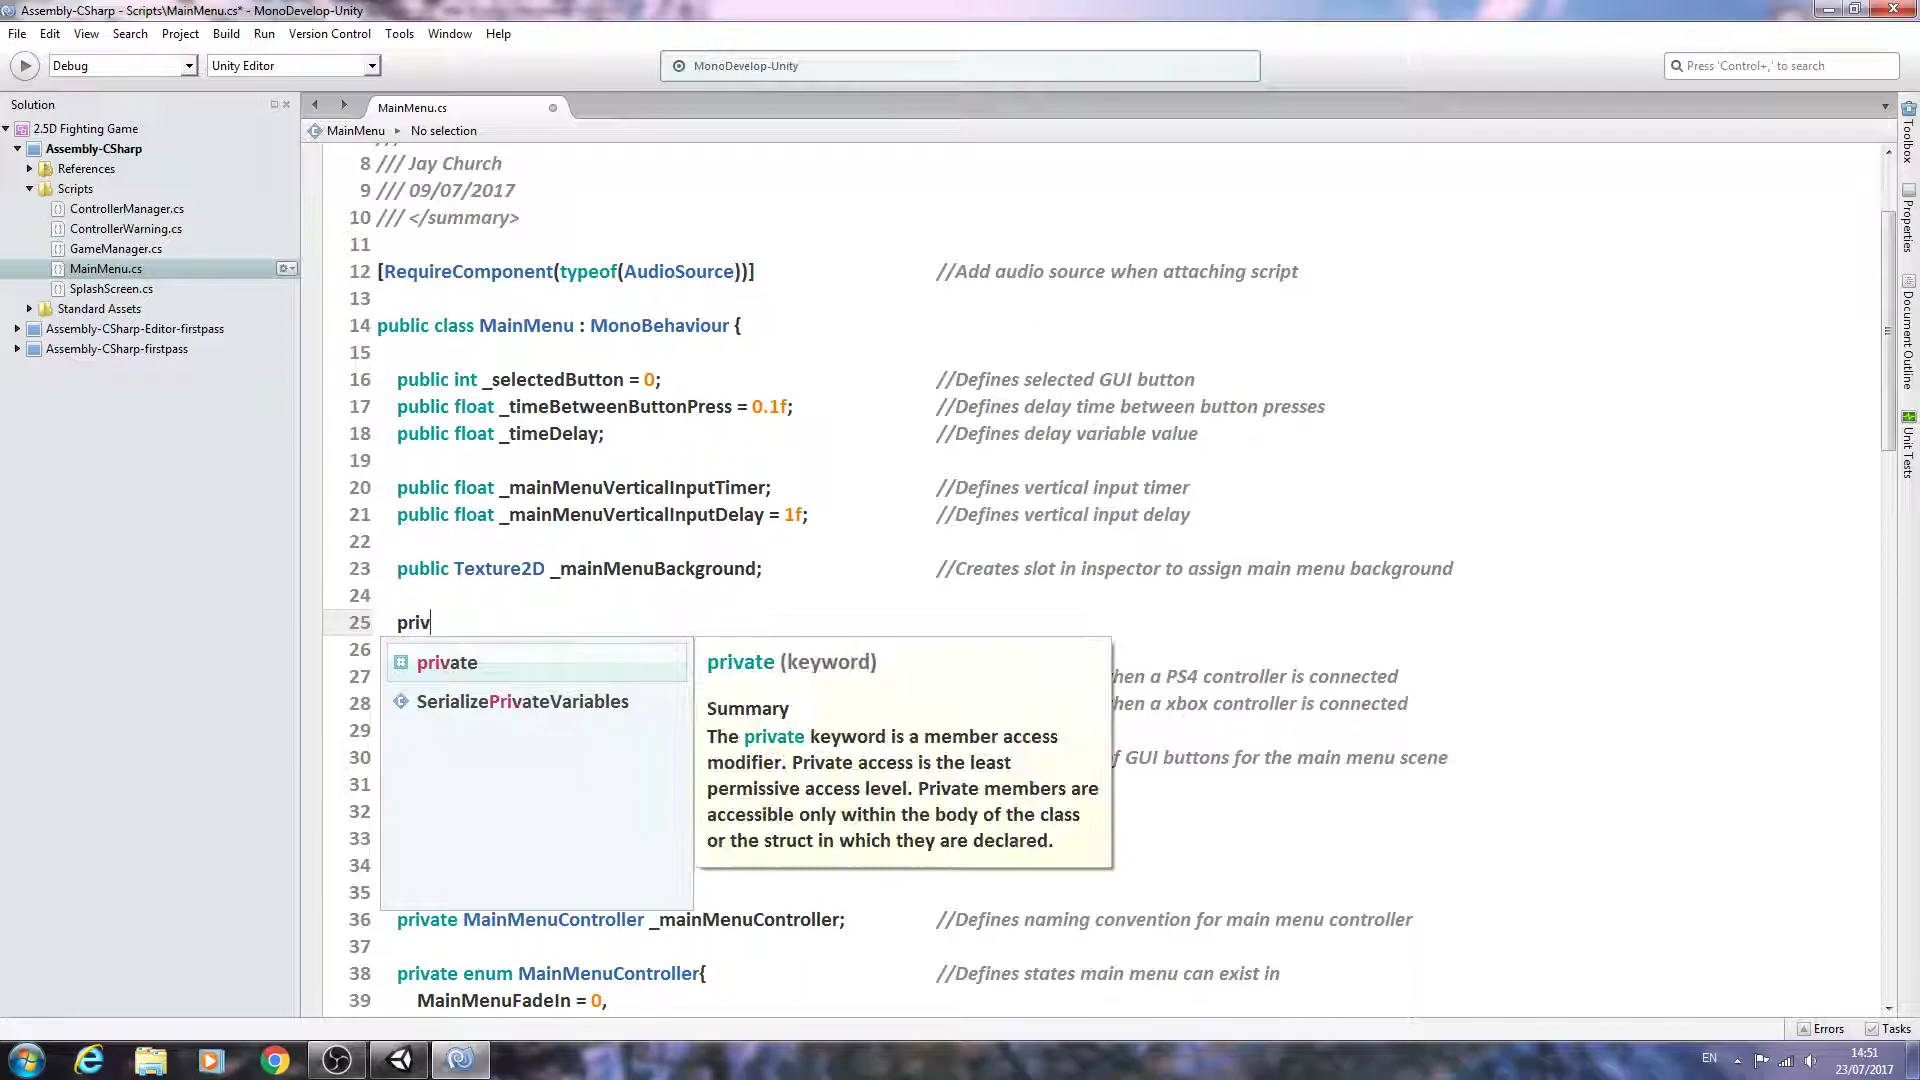 Assembly-CSharp - Scripts\MainMenu.cs* - MonoDevelop-Unity
File Edit View Search Project Build Run Version Control Tools Window Help
Debug
Unity Editor
MonoDevelop-Unity
Press 'Control+,' to search
Solution
2.5D Fighting Game
Assembly-CSharp
References
Scripts
ControllerManager.cs
ControllerWarning.cs
GameManager.cs
MainMenu.cs
SplashScreen.cs
Standard Assets
Assembly-CSharp-Editor-firstpass
Assembly-CSharp-firstpass
MainMenu.cs
MainMenu No selection
8 /// Jay Church
9 /// 09/07/2017
10 /// </summary>
11
12 [RequireComponent(typeof(AudioSource))] //Add audio source when attaching script
13
14 public class MainMenu : MonoBehaviour {
15
16 public int _selectedButton = 0; //Defines selected GUI button
17 public float _timeBetweenButtonPress = 0.1f; //Defines delay time between button presses
18 public float _timeDelay; //Defines delay variable value
19
20 public float _mainMenuVerticalInputTimer; //Defines vertical input timer
21 public float _mainMenuVerticalInputDelay = 1f; //Defines vertical input delay
22
23 public Texture2D _mainMenuBackground; //Creates slot in inspector to assign main menu background
24
25 priv
26
27 hen a PS4 controller is connected
28 hen a xbox controller is connected
29
30 f GUI buttons for the main menu scene
31
32
33
34
35
36 private MainMenuController _mainMenuController; //Defines naming convention for main menu controller
37
38 private enum MainMenuController{ //Defines states main menu can exist in
39 MainMenuFadeIn = 0,
private
SerializePrivateVariables
private (keyword)
Summary
The private keyword is a member access
modifier. Private access is the least
permissive access level. Private members are
accessible only within the body of the class
or the struct in which they are declared.
Toolbox
Properties
Document Outline
Unit Tests
Errors
Tasks
EN
14:51
23/07/2017